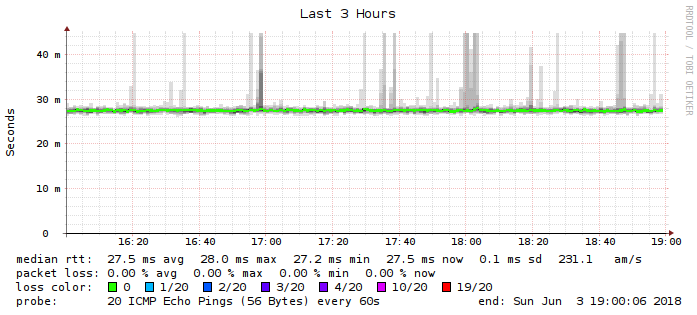 Last 3 Hours
RRDTOOL / TOBI OETIKER
Seconds
40 m
30 m
20 m
10 m
0
16:20 16:40 17:00 17:20 17:40 18:00 18:20 18:40 19:00
median rtt: 27.5 ms avg 28.0 ms max 27.2 ms min 27.5 ms now 0.1 ms sd 231.1 am/s
packet loss: 0.00 % avg 0.00 % max 0.00 % min 0.00 % now
loss color: 0 1/20 2/20 3/20 4/20 10/20 19/20
probe: 20 ICMP Echo Pings (56 Bytes) every 60s end: Sun Jun 3 19:00:06 2018